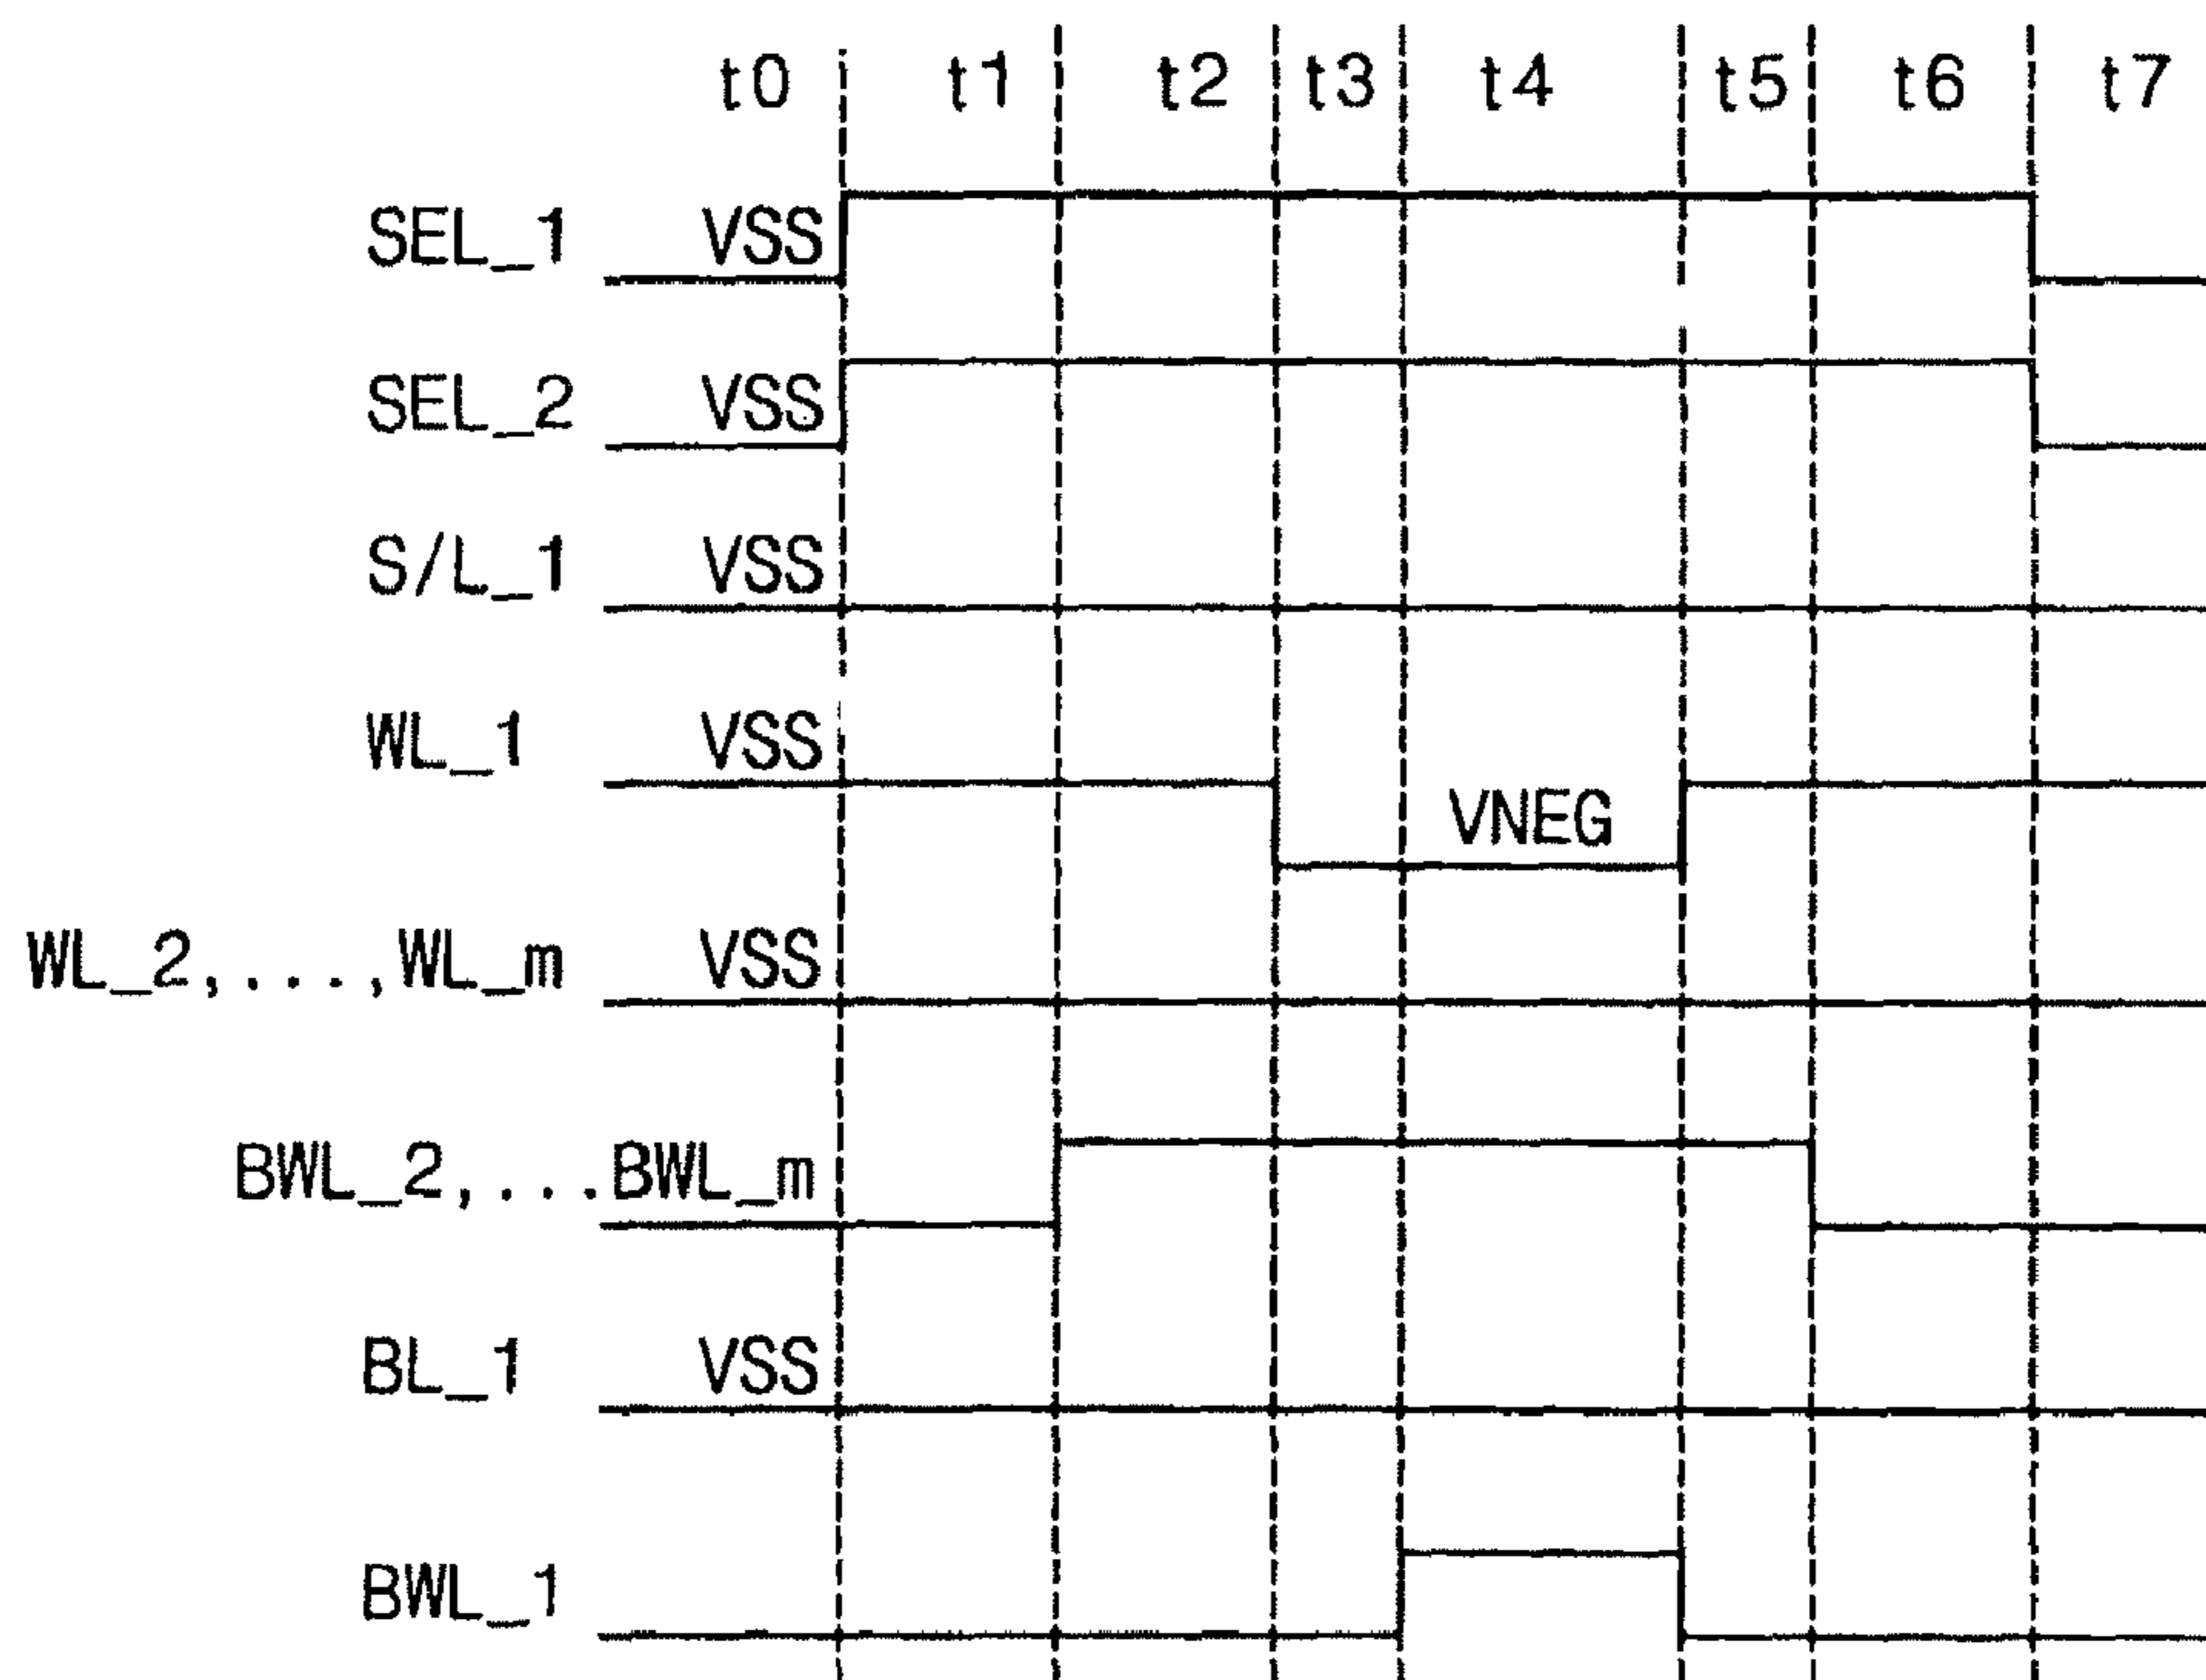 t0 t1 t2 t3 t4 t5 t6 t7
SEL_1 VSS
SEL_2 VSS
S/L_1 VSS
WL_1 VSS
VNEG
WL_2,...,WL_m VSS
BWL_2,...BWL_m
BL_1 VSS
BWL_1